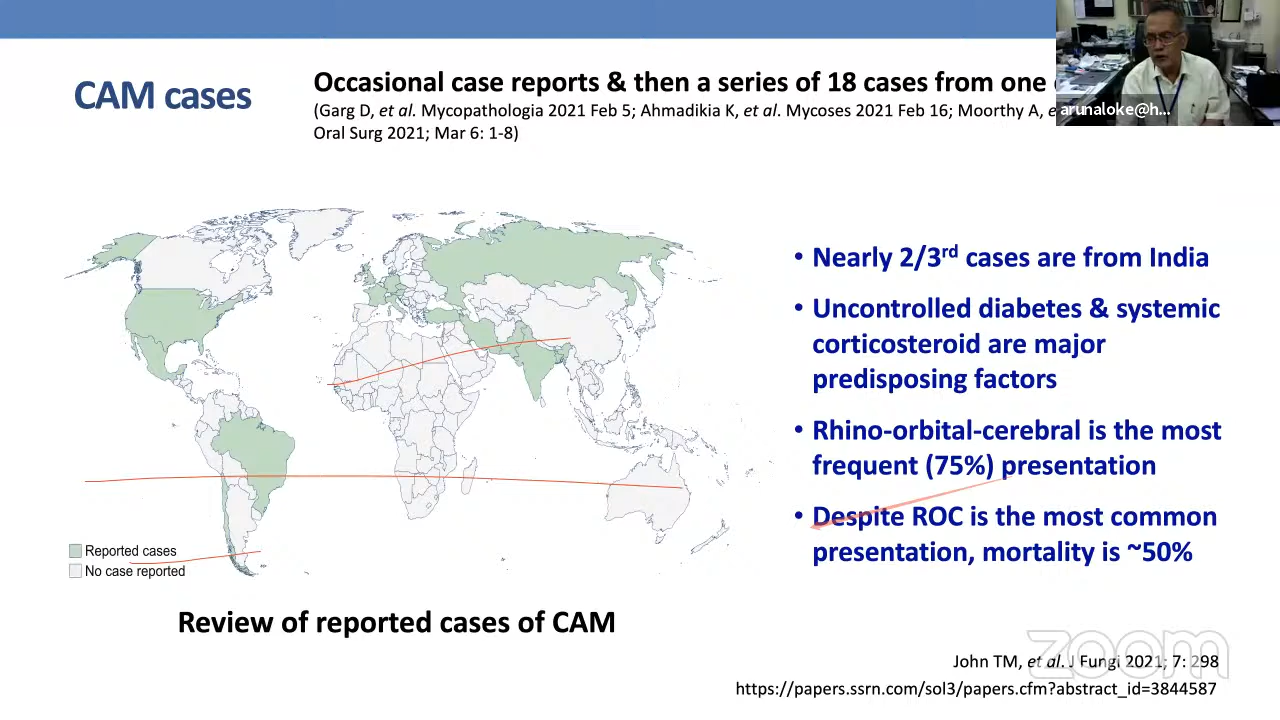 CAM cases
Occasional case reports & then a series of 18 cases from one
(Garg D, et al. Mycopathologia 2021 Feb 5; Ahmadikia K, et al. Mycoses 2021 Feb 16; Moorthy A,
Oral Surg 2021; Mar 6: 1-8)
arunaloke@h...
• Nearly 2/3rd cases are from India
• Uncontrolled diabetes & systemic
corticosteroid are major
predisposing factors
• Rhino-orbital-cerebral is the most
frequent (75%) presentation
• Despite ROC is the most common
presentation, mortality is ~50%
Reported cases
No case reported
Review of reported cases of CAM
zoom
John TM, et al. J Fungi 2021; 7: 298
https://papers.ssrn.com/sol3/papers.cfm?abstract_id=3844587